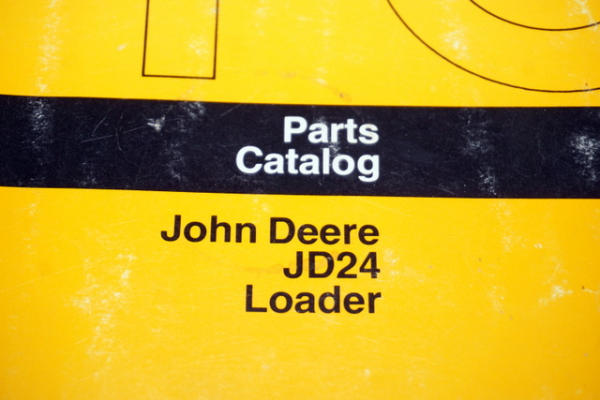 Parts
Catalog
John Deere
JD24
Loader